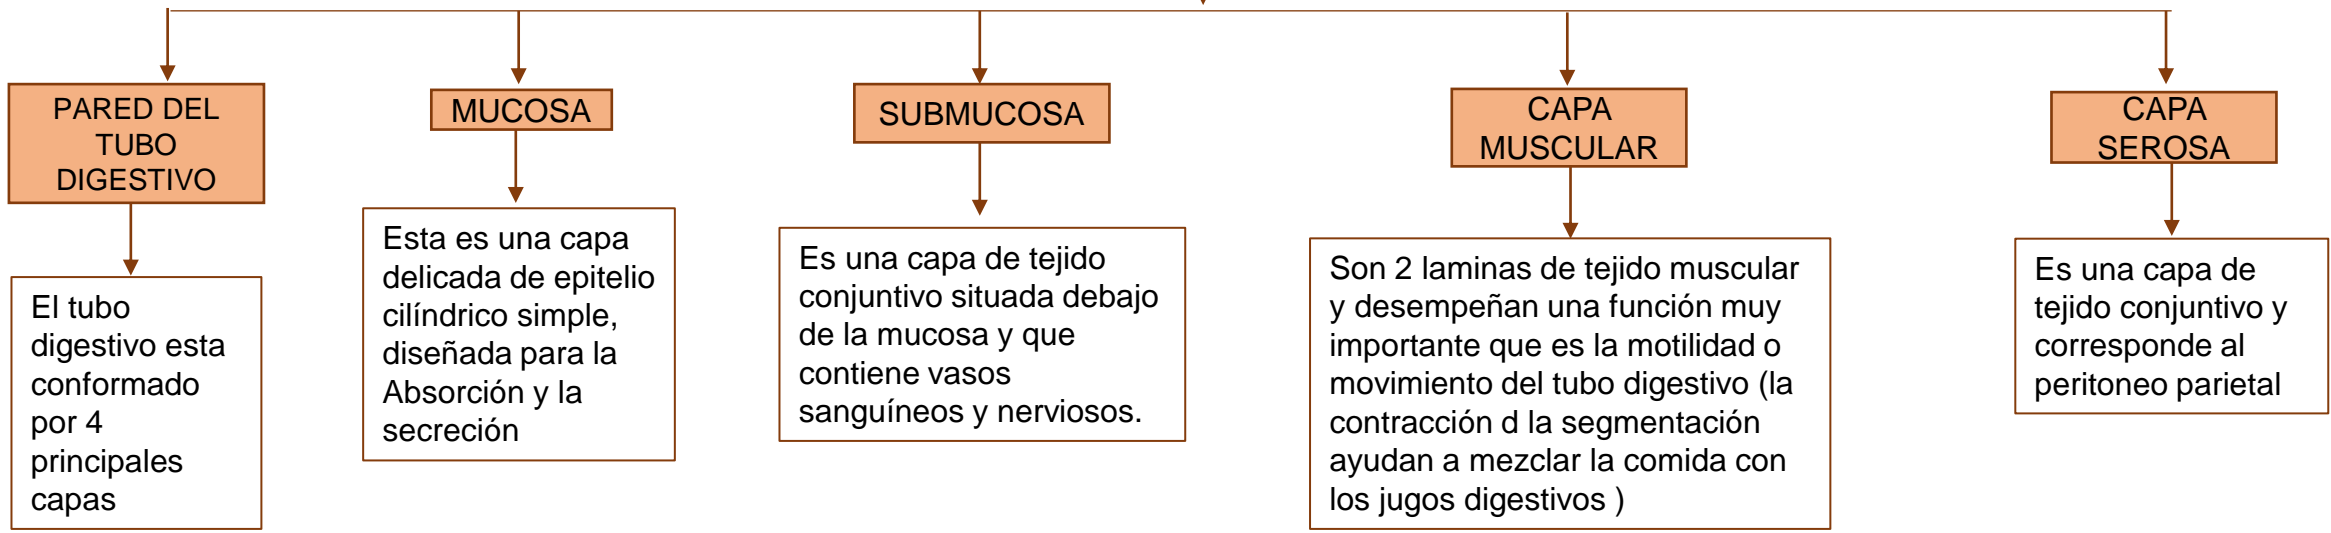 PARED DEL
TUBO
DIGESTIVO
El tubo
digestivo esta
conformado
por 4
principales
capas
MUCOSA
Esta es una capa
delicada de epitelio
cilíndrico simple,
diseñada para la
Absorción y la
secreción
SUBMUCOSA
Es una capa de tejido
conjuntivo situada debajo
de la mucosa y que
contiene vasos
sanguíneos y nerviosos.
CAPA
MUSCULAR
Son 2 laminas de tejido muscular
y desempeñan una función muy
importante que es la motilidad o
movimiento del tubo digestivo (la
contracción d la segmentación
ayudan a mezclar la comida con
los jugos digestivos )
CAPA
SEROSA
Es una capa de
tejido conjuntivo y
corresponde al
peritoneo parietal